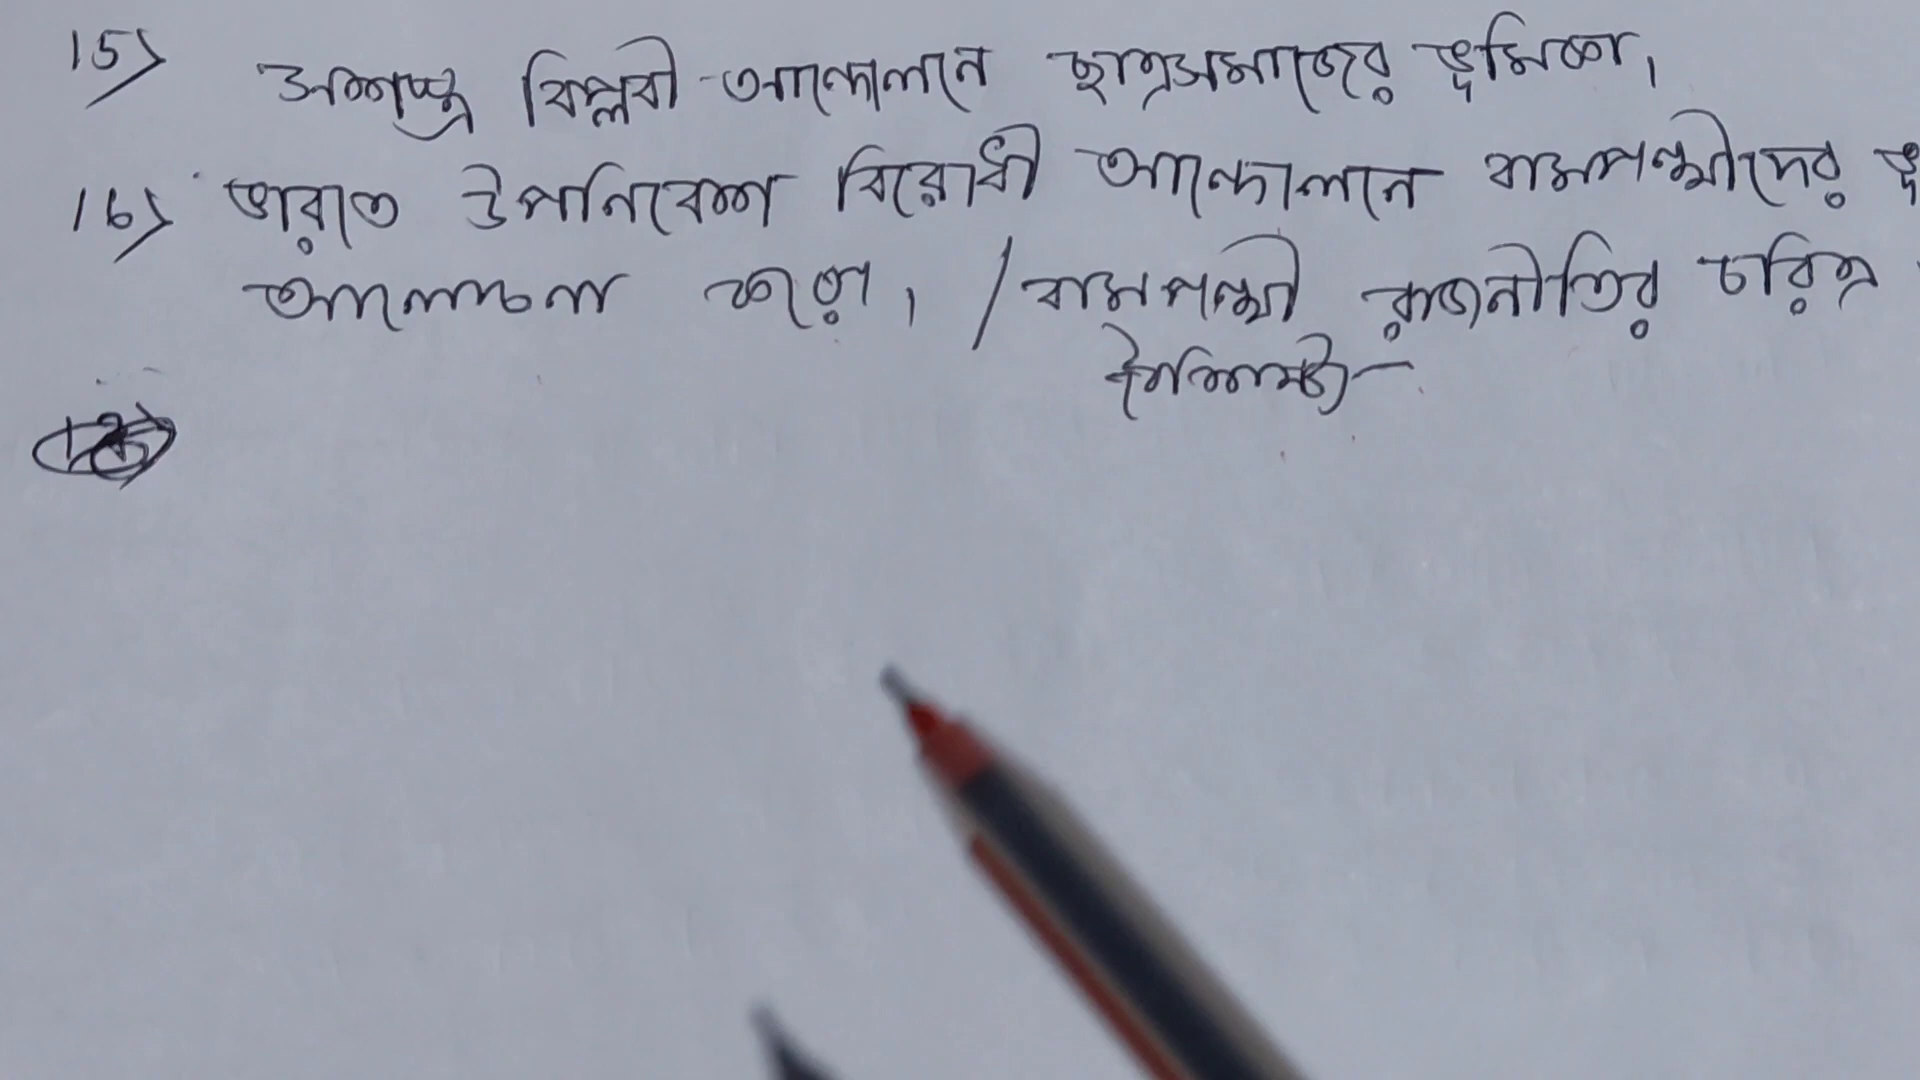 15) সশস্ত্র বিপ্লবী আন্দোলনে ছাত্রসমাজের ভূমিকা।
16) ভারতে উপনিবেশ বিরোধী আন্দোলনে বামপন্থীদের ভূ
আলোচনা করো। / বামপন্থী রাজনীতির চরিত্র
বৈশিষ্ট্য -